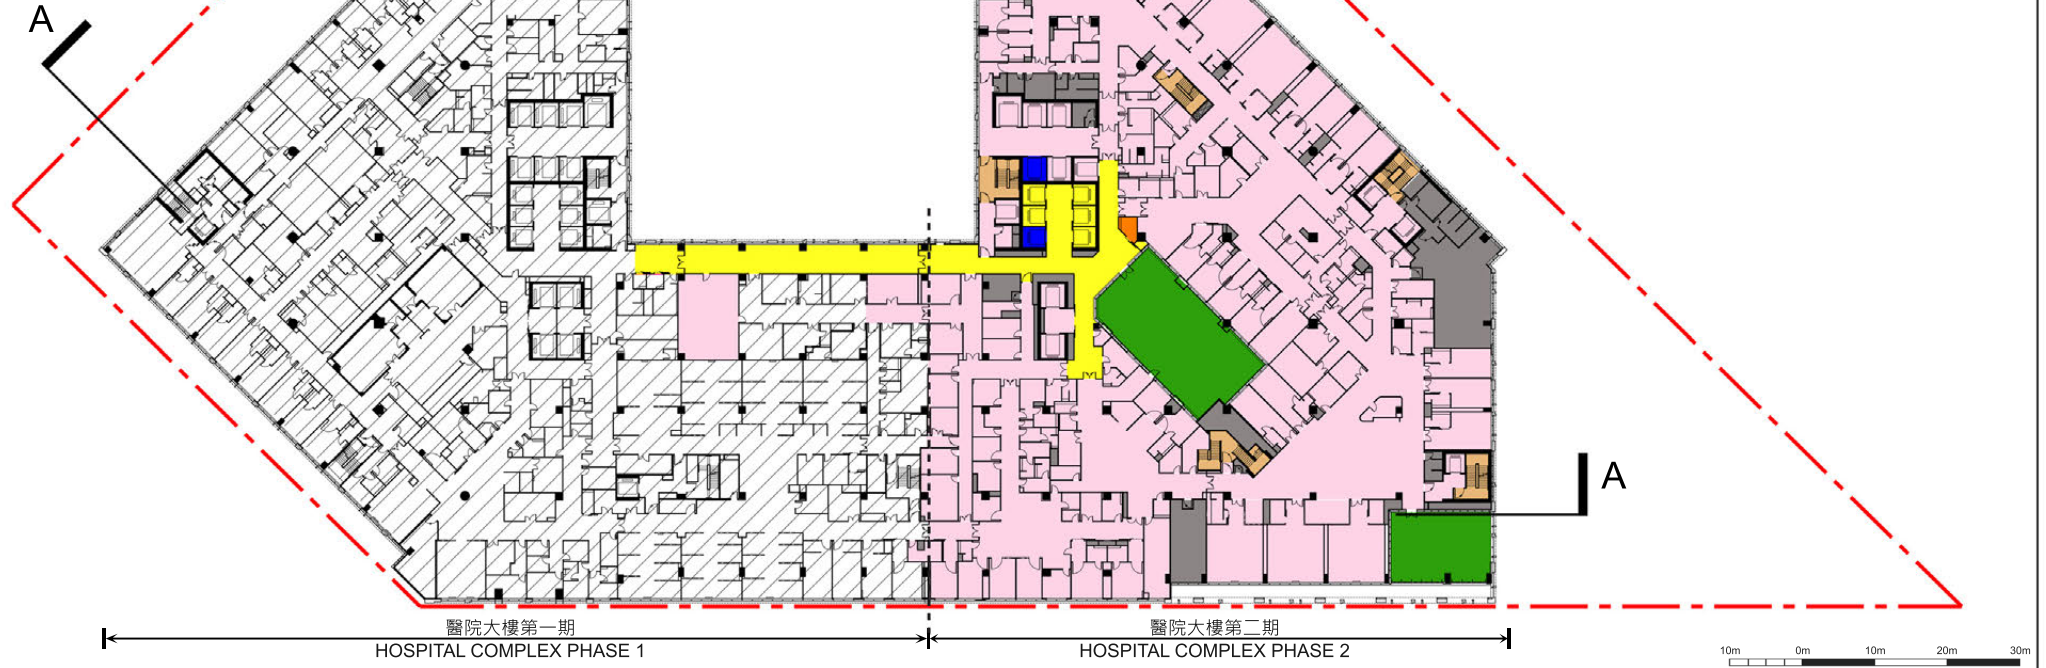 A
A
醫院大樓第一期
HOSPITAL COMPLEX PHASE 1
醫院大樓第二期
HOSPITAL COMPLEX PHASE 2
10m 0m 10m 20m 30m